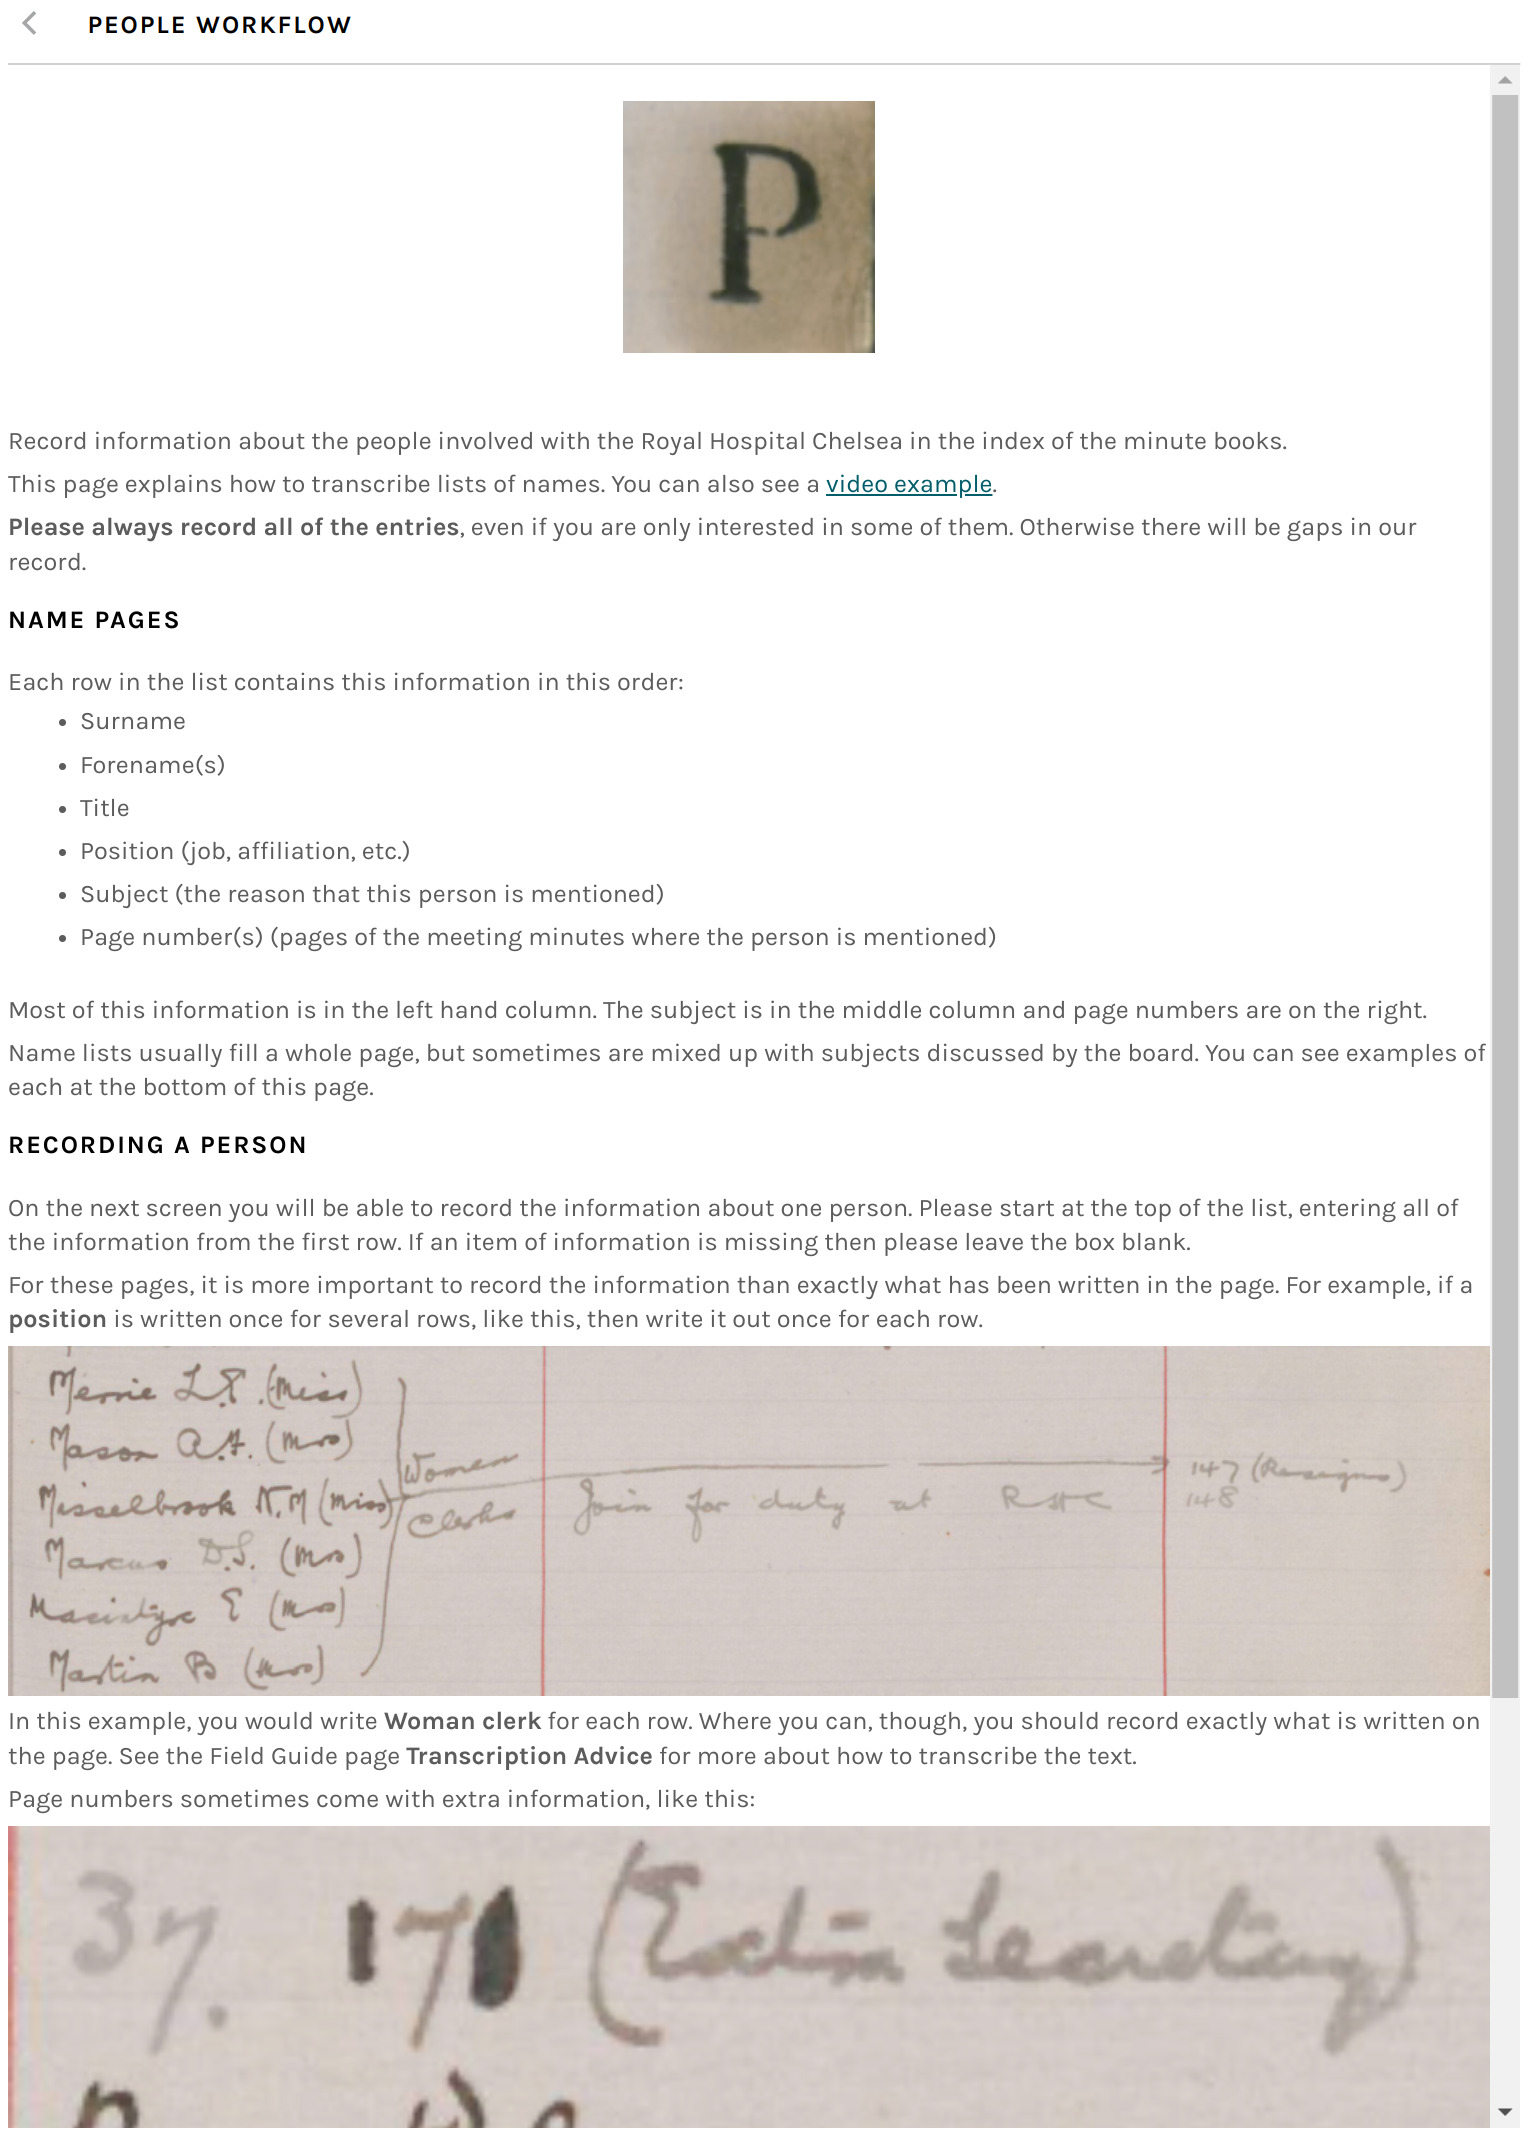 PEOPLE WORKFLOW
P
Record information about the people involved with the Royal Hospital Chelsea in the index of the minute books.
This page explains how to transcribe lists of names. You can also see a video example.
Please always record all of the entries, even if you are only interested in some of them. Otherwise there will be gaps in our
record.
NAME PAGES
Each row in the list contains this information in this order:
• Surname
• Forename(s)
• Title
• Position (job, affiliation, etc.)
• Subject (the reason that this person is mentioned)
• Page number(s) (pages of the meeting minutes where the person is mentioned)
Most of this information is in the left hand column. The subject is in the middle column and page numbers are on the right.
Name lists usually fill a whole page, but sometimes are mixed up with subjects discussed by the board. You can see examples of
each at the bottom of this page.
RECORDING A PERSON
On the next screen you will be able to record the information about one person. Please start at the top of the list, entering all of
the information from the first row. If an item of information is missing then please leave the box blank.
For these pages, it is more important to record the information than exactly what has been written in the page. For example, if a
position is written once for several rows, like this, then write it out once for each row.
Merrie (Miss)
Mason A.F. (Mrs)
Misselbrook N.M (Miss) Women 147 (Resigns)
Clerks Join for duty at RHC 148
Marcus D.S. (Mrs)
Macintyre E (Mrs)
Martin B (Mrs)
In this example, you would write Woman clerk for each row. Where you can, though, you should record exactly what is written on
the page. See the Field Guide page Transcription Advice for more about how to transcribe the text.
Page numbers sometimes come with extra information, like this:
37. 171 (Extin Secretary)